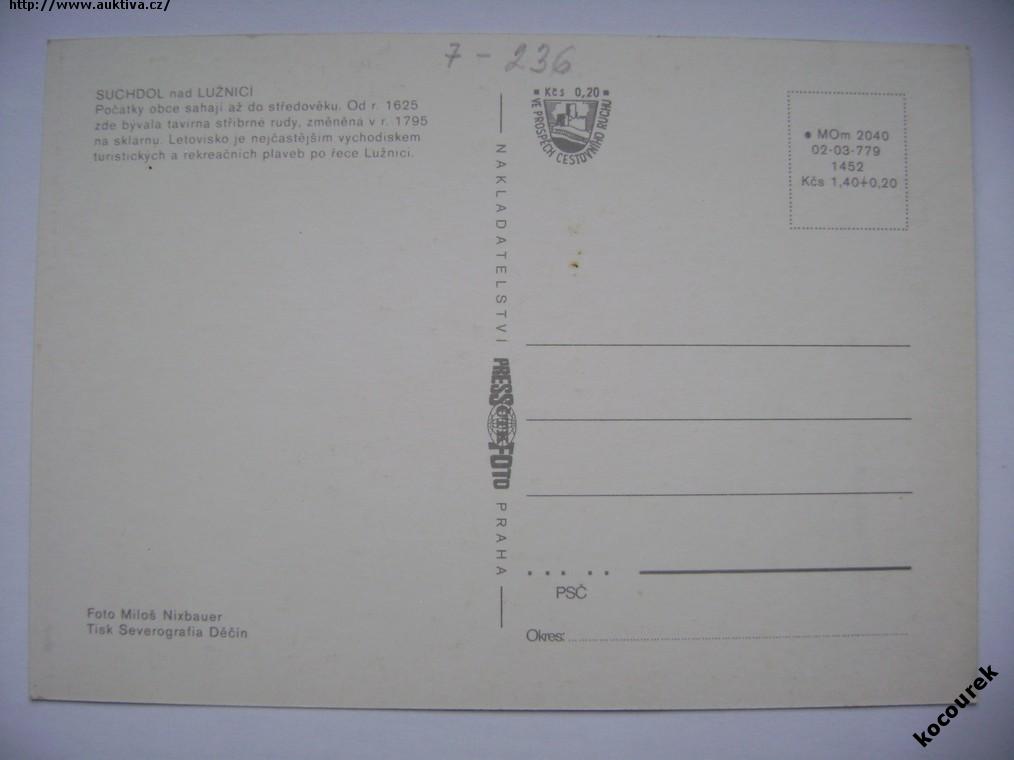 http://www.auktiva.cz/
7 - 236
SUCHDOL nad LUŽNICÍ
Počátky obce sahají až do středověku. Od r. 1625
zde bývala tavírna stříbrné rudy, změněná v r. 1795
na sklárnu. Letovisko je nejčastějším východiskem
turistických a rekreačních plaveb po řece Lužnici.
Foto Miloš Nixbauer
Tisk Severografia Děčín
NAKLADATELSTVÍ
PRESSFOTO
PRAHA
Kčs 0,20
VE PROSPĚCH CESTOVNÍHO RUCHU
MOm 2040
02-03-779
1452
Kčs 1,40+0,20
PSČ
Okres:
kocourek